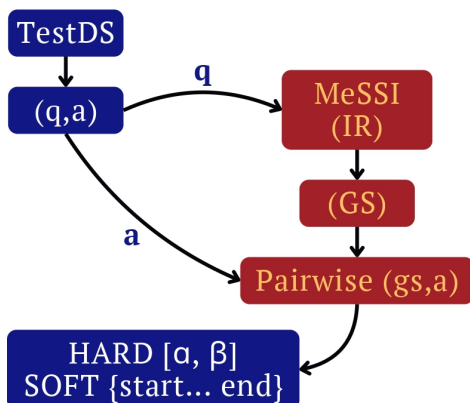 TestDS
q
(q,a)
MeSSI
(IR)
(GS)
a
Pairwise (gs,a)
HARD [α, β]
SOFT {start... end}